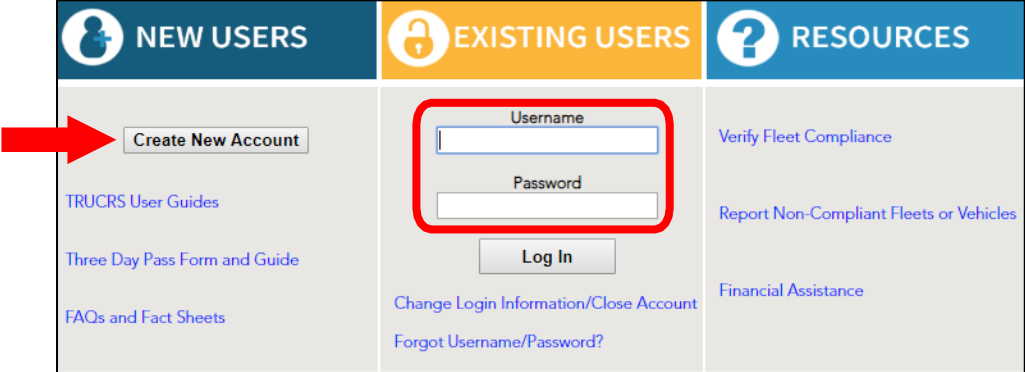 NEW USERS
Create New Account
TRUCRS User Guides
Three Day Pass Form and Guide
FAQs and Fact Sheets
EXISTING USERS
Username
Password
Log In
Change Login Information/Close Account
Forgot Username/Password?
RESOURCES
Verify Fleet Compliance
Report Non-Compliant Fleets or Vehicles
Financial Assistance